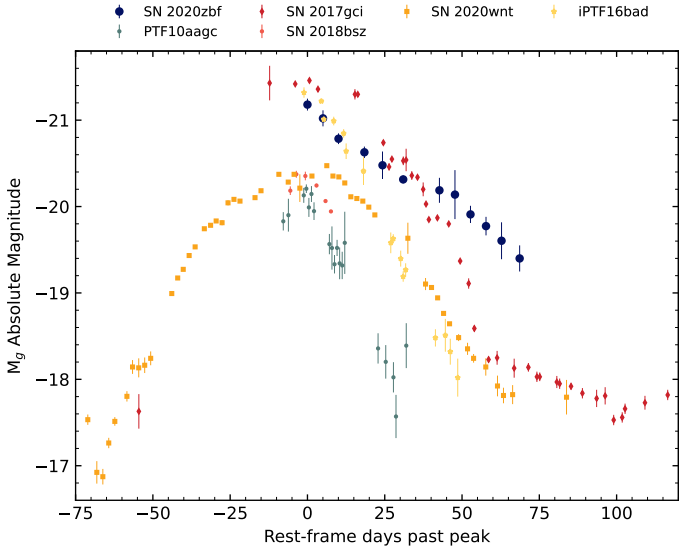 SN 2020zbf SN 2017gci SN 2020wnt iPTF16bad
PTF10aagc SN 2018bsz
−21
−20
−19
−18
−17
M_g Absolute Magnitude
−75 −50 −25 0 25 50 75 100
Rest-frame days past peak